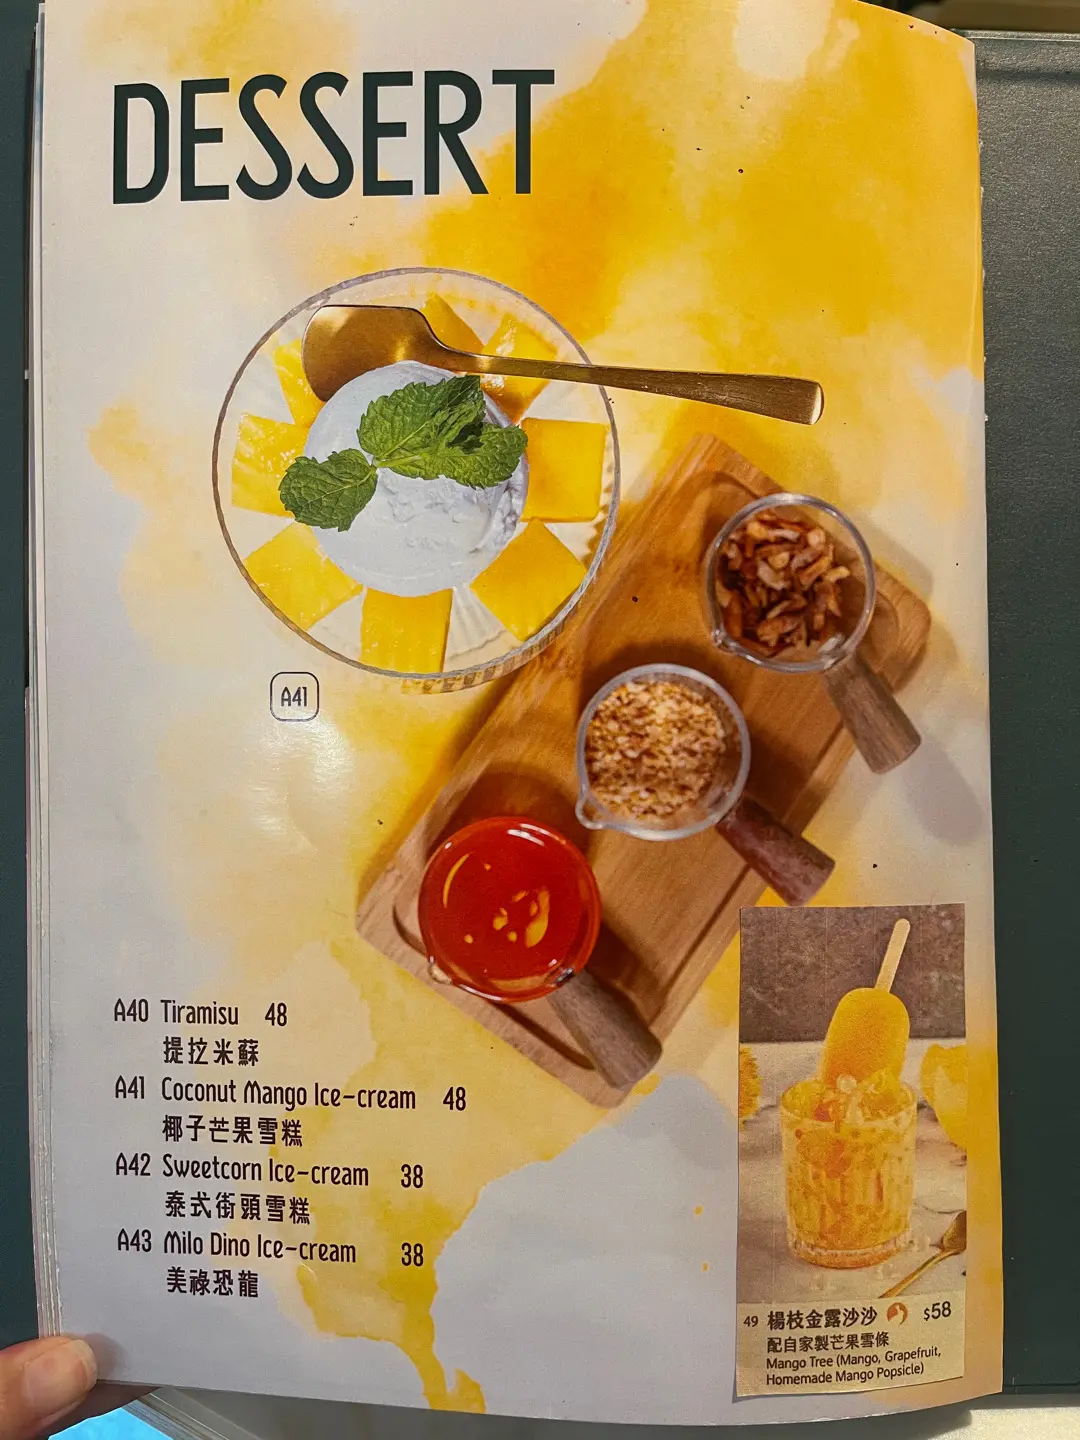 DESSERT
A41
A40 Tiramisu 48
提拉米蘇
A41 Coconut Mango Ice-cream 48
椰子芒果雪糕
A42 Sweetcorn Ice-cream 38
泰式街頭雪糕
A43 Milo Dino Ice-cream 38
美祿恐龍
49 楊枝金露沙沙 $58
配自家製芒果雪條
Mango Tree (Mango, Grapefruit,
Homemade Mango Popsicle)